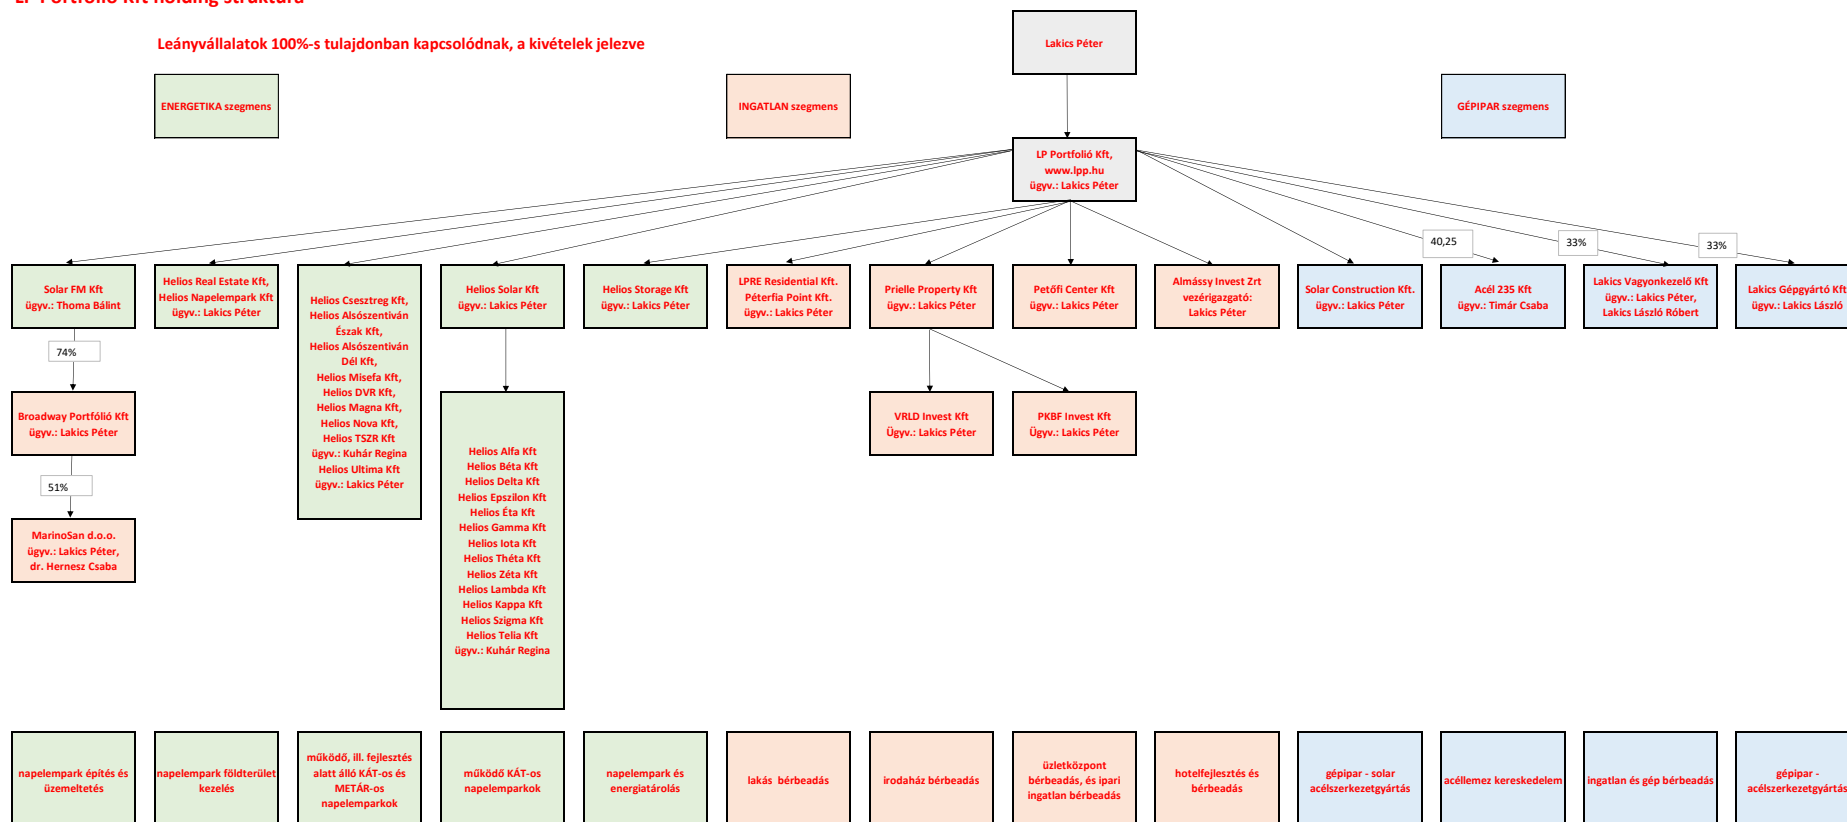 LP Portfolió Kft holding struktúra
Leányvállalatok 100%-s tulajdonban kapcsolódnak, a kivételek jelezve
Lakics Péter
ENERGETIKA szegmens
INGATLAN szegmens
GÉPIPAR szegmens
LP Portfolió Kft,
www.lpp.hu
ügyv.: Lakics Péter
40,25
33%
33%
Solar FM Kft
ügyv.: Thoma Bálint
Helios Real Estate Kft,
Helios Napelempark Kft
ügyv.: Lakics Péter
Helios Csesztreg Kft,
Helios Alsószentiván
Észak Kft,
Helios Alsószentiván
Dél Kft,
Helios Misefa Kft,
Helios DVR Kft,
Helios Magna Kft,
Helios Nova Kft,
Helios TSZR Kft
ügyv.: Kuhár Regina
Helios Ultima Kft
ügyv.: Lakics Péter
Helios Solar Kft
ügyv.: Lakics Péter
Helios Storage Kft
ügyv.: Lakics Péter
LPRE Residential Kft.
Péterfia Point Kft.
ügyv.: Lakics Péter
Prielle Property Kft
ügyv.: Lakics Péter
Petőfi Center Kft
ügyv.: Lakics Péter
Almássy Invest Zrt
vezérigazgató:
Lakics Péter
Solar Construction Kft.
ügyv.: Lakics Péter
Acél 235 Kft
ügyv.: Timár Csaba
Lakics Vagyonkezelő Kft
ügyv.: Lakics Péter,
Lakics László Róbert
Lakics Gépgyártó Kft
ügyv.: Lakics László
74%
Broadway Portfólió Kft
ügyv.: Lakics Péter
51%
MarinoSan d.o.o.
ügyv.: Lakics Péter,
dr. Hernesz Csaba
Helios Alfa Kft
Helios Béta Kft
Helios Delta Kft
Helios Epszilon Kft
Helios Éta Kft
Helios Gamma Kft
Helios Iota Kft
Helios Théta Kft
Helios Zéta Kft
Helios Lambda Kft
Helios Kappa Kft
Helios Szigma Kft
Helios Telia Kft
ügyv.: Kuhár Regina
VRLD Invest Kft
Ügyv.: Lakics Péter
PKBF Invest Kft
Ügyv.: Lakics Péter
napelempark építés és
üzemeltetés
napelempark földterület
kezelés
működő, ill. fejlesztés
alatt álló KÁT-os és
METÁR-os
napelemparkok
működő KÁT-os
napelemparkok
napelempark és
energiatárolás
lakás bérbeadás
irodaház bérbeadás
üzletközpont
bérbeadás, és ipari
ingatlan bérbeadás
hotelfejlesztés és
bérbeadás
gépipar - solar
acélszerkezetgyártás
acéllemez kereskedelem
ingatlan és gép bérbeadás
gépipar -
acélszerkezetgyártás